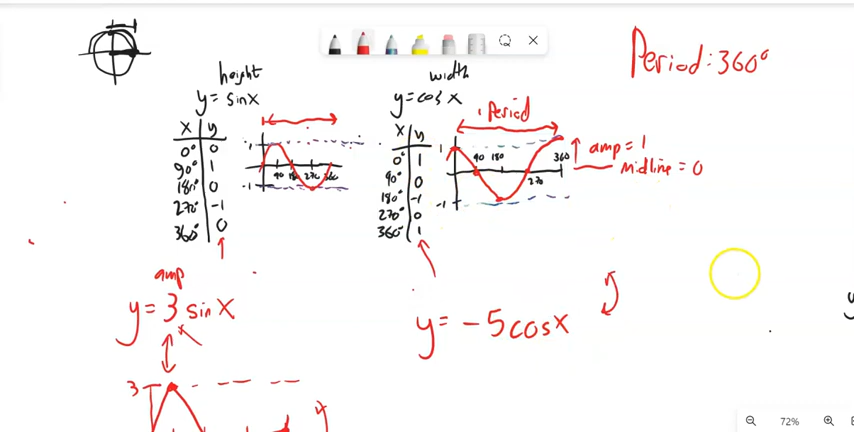 Period: 360°
height
y = sin x
x y
0° 0
90° 1
180° 0
270° -1
360° 0
1
-1
90 180 270 360
width
y = cos x
x y
0° 1
90° 0
180° -1
270° 0
360° 1
Period
1
-1
90 180 270 360
amp = 1
midline = 0
amp
y = 3 sin x
3
y = -5 cos x
y
72%